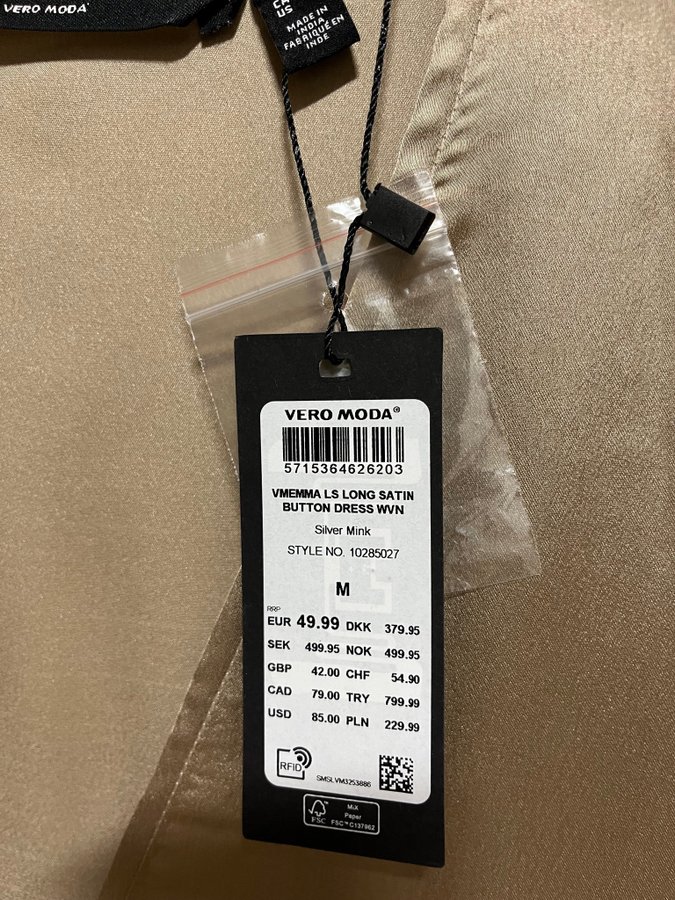 VERO MODA®
CA
US
MADE IN
INDIA
FABRIQUÉ EN
INDE
VERO MODA®
5715364626203
VMEMMA LS LONG SATIN
BUTTON DRESS WVN
Silver Mink
STYLE NO. 10285027
M
RRP
EUR 49.99 DKK 379.95
SEK 499.95 NOK 499.95
GBP 42.00 CHF 54.90
CAD 79.00 TRY 799.99
USD 85.00 PLN 229.99
RFID
SMSLVM3253886
FSC™
MIX
Paper
FSC™C137962